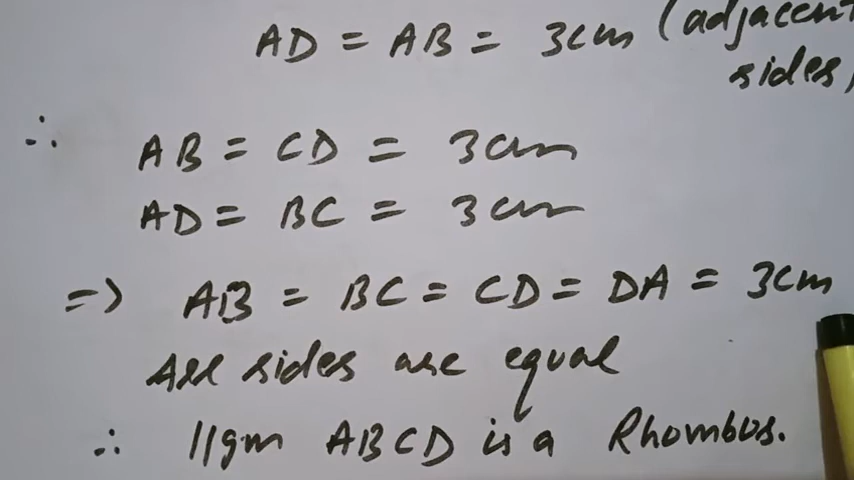 AD = AB = 3cm (adjacent
sides)
∴ AB = CD = 3cm
AD = BC = 3cm
=> AB = BC = CD = DA = 3cm
All sides are equal
∴ llgm ABCD is a Rhombus.